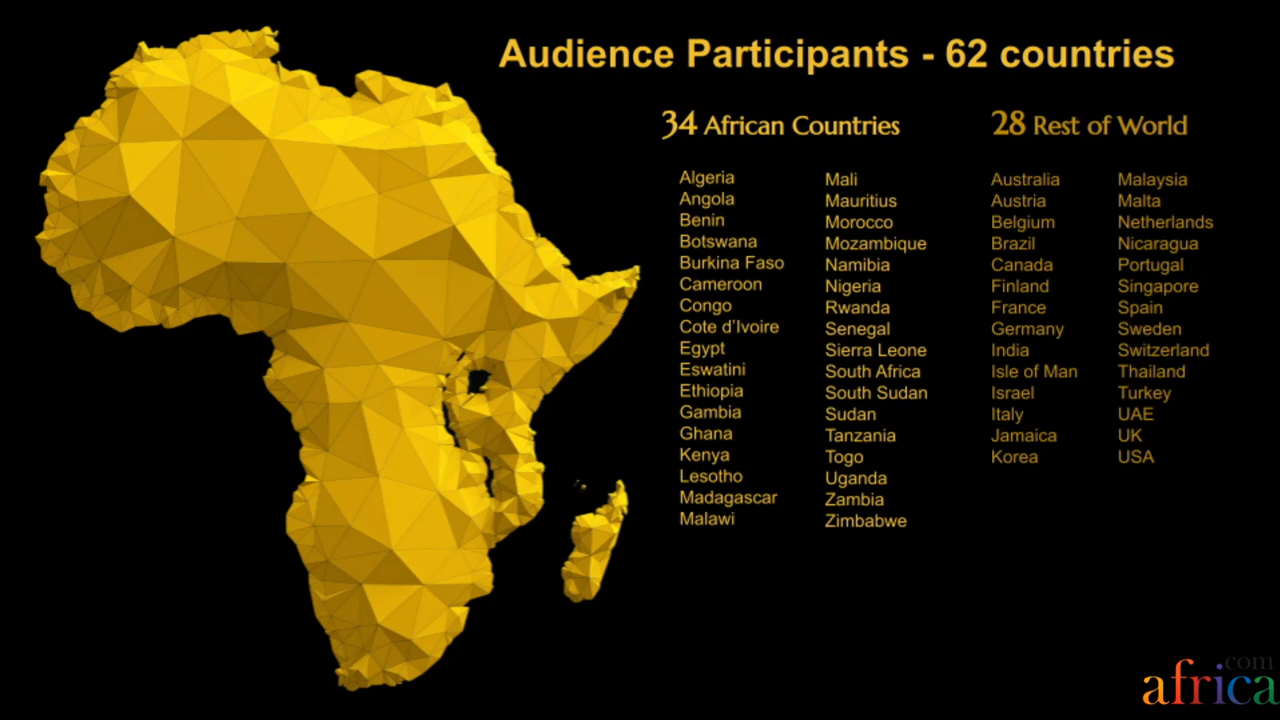 Audience Participants - 62 countries
34 African Countries
Algeria
Angola
Benin
Botswana
Burkina Faso
Cameroon
Congo
Cote d'Ivoire
Egypt
Eswatini
Ethiopia
Gambia
Ghana
Kenya
Lesotho
Madagascar
Malawi
Mali
Mauritius
Morocco
Mozambique
Namibia
Nigeria
Rwanda
Senegal
Sierra Leone
South Africa
South Sudan
Sudan
Tanzania
Togo
Uganda
Zambia
Zimbabwe
28 Rest of World
Australia
Austria
Belgium
Brazil
Canada
Finland
France
Germany
India
Isle of Man
Israel
Italy
Jamaica
Korea
Malaysia
Malta
Netherlands
Nicaragua
Portugal
Singapore
Spain
Sweden
Switzerland
Thailand
Turkey
UAE
UK
USA
africa
.com